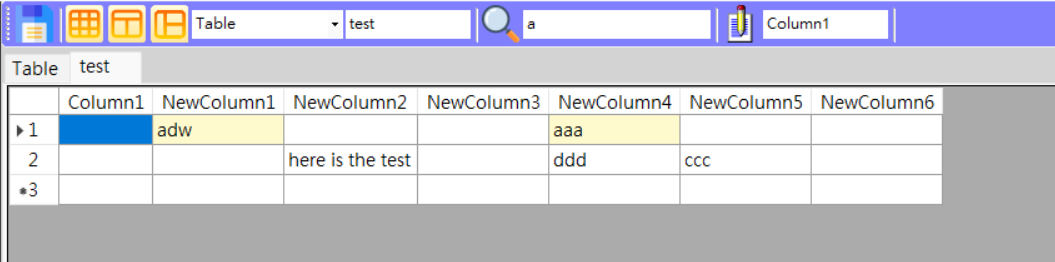 Table test a Column1
Table test
Column1 NewColumn1 NewColumn2 NewColumn3 NewColumn4 NewColumn5 NewColumn6
1 adw aaa
2 here is the test ddd ccc
3